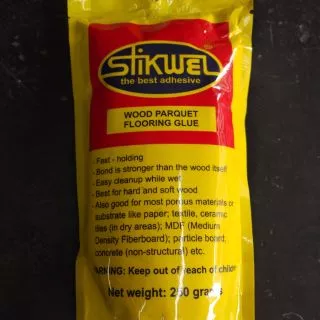 STIKWEL
the best adhesive
WOOD PARQUET
FLOORING GLUE
- Fast - holding
- Bond is stronger than the wood itself
- Easy cleanup while wet
- Best for hard and soft wood
- Also good for most porous materials or
substrate like paper; textile, ceramic
tiles (in dry areas); MDF (Medium
Density Fiberboard); particle board;
concrete (non-structural) etc.
WARNING: Keep out of reach of children
Net weight: 250 grams